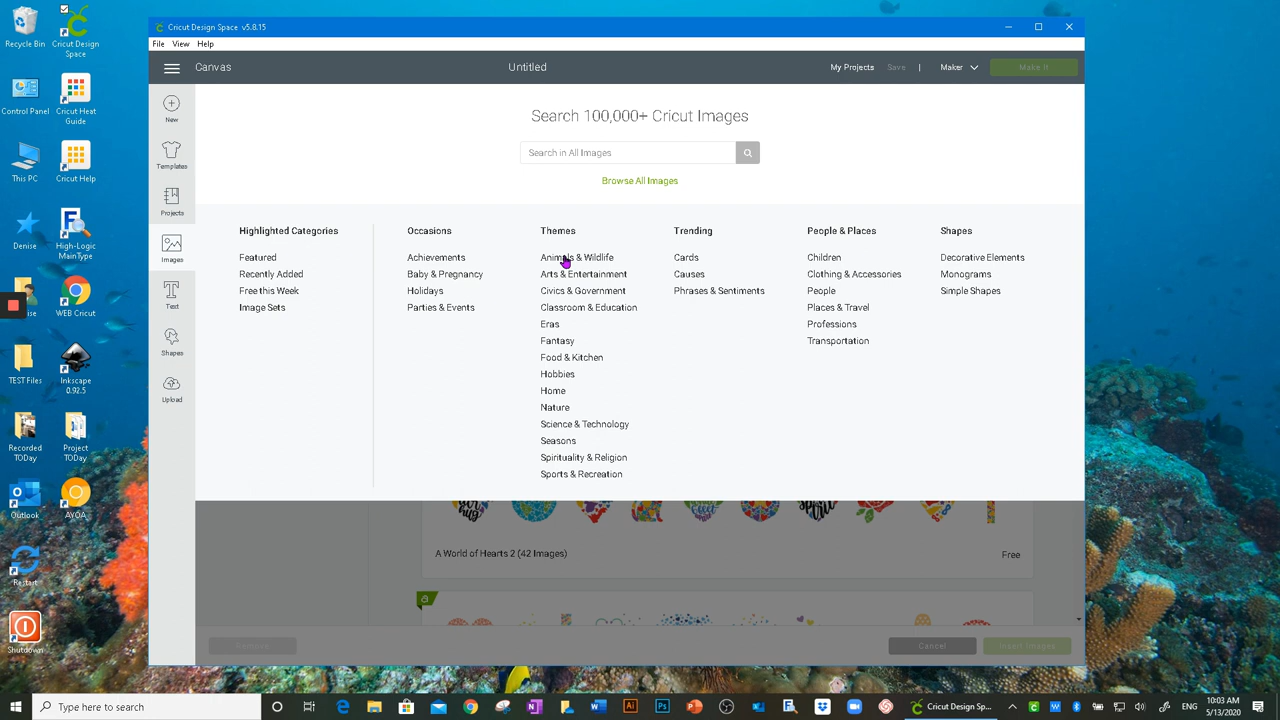 Recycle Bin
Cricut Design Space
Control Panel
Cricut Heat Guide
This PC
Cricut Help
Denise
High-Logic MainType
WEB Cricut
TEST Files
Inkscape 0.92.5
Recorded TODay
Project TODay
Outlook
AYOA
Restart
Shutdown
Cricut Design Space v5.8.15
File View Help
Canvas
Untitled
My Projects Save | Maker Make It
New
Templates
Projects
Images
Text
Shapes
Upload
Search 100,000+ Cricut Images
Search in All Images
Browse All Images
Highlighted Categories
Featured
Recently Added
Free this Week
Image Sets
Occasions
Achievements
Baby & Pregnancy
Holidays
Parties & Events
Themes
Animals & Wildlife
Arts & Entertainment
Civics & Government
Classroom & Education
Eras
Fantasy
Food & Kitchen
Hobbies
Home
Nature
Science & Technology
Seasons
Spirituality & Religion
Sports & Recreation
Trending
Cards
Causes
Phrases & Sentiments
People & Places
Children
Clothing & Accessories
People
Places & Travel
Professions
Transportation
Shapes
Decorative Elements
Monograms
Simple Shapes
hug
spirit
A World of Hearts 2 (42 Images)
Free
Cancel
Insert Images
Type here to search
Cricut Design Spa...
ENG
10:03 AM
5/13/2020